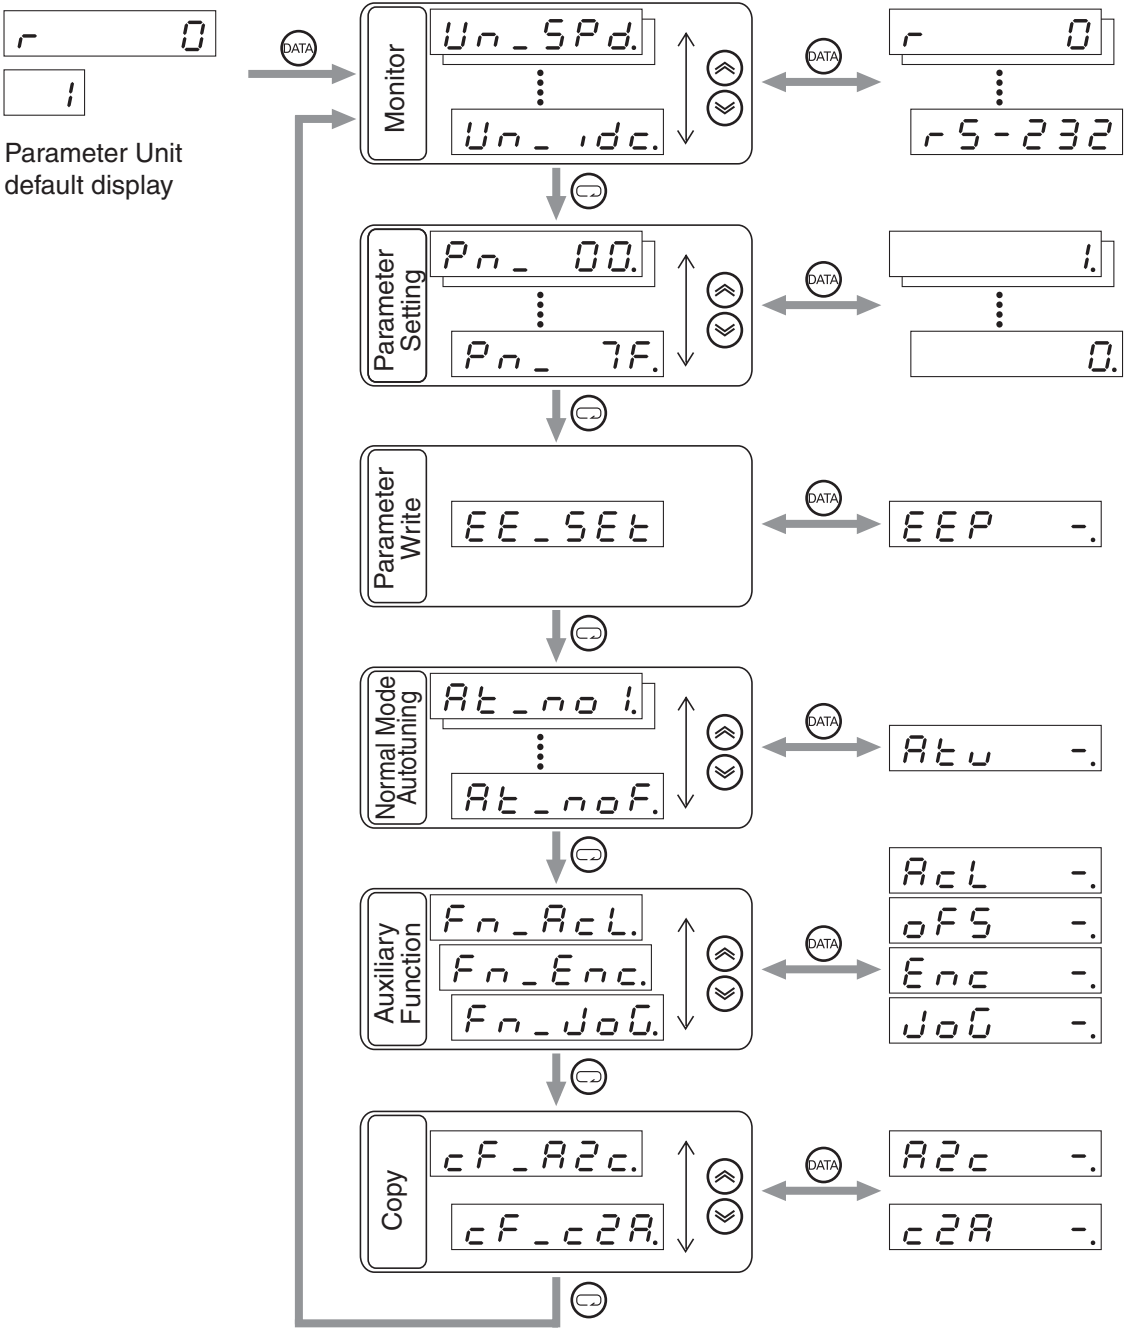 r 0
1
Parameter Unit
default display
DATA
Monitor
Un_SPd.
Un_idc.
DATA
r 0
rS-232
Parameter
Setting
Pn_ 00.
Pn_ 7F.
DATA
1.
0.
Parameter
Write
EE_SEt
DATA
EEP -.
Normal Mode
Autotuning
At_no1.
At_noF.
DATA
Atu -.
Auxiliary
Function
Fn_AcL.
Fn_Enc.
Fn_JoG.
DATA
AcL -.
oFS -.
Enc -.
JoG -.
Copy
cF_A2c.
cF_c2A.
DATA
A2c -.
c2A -.